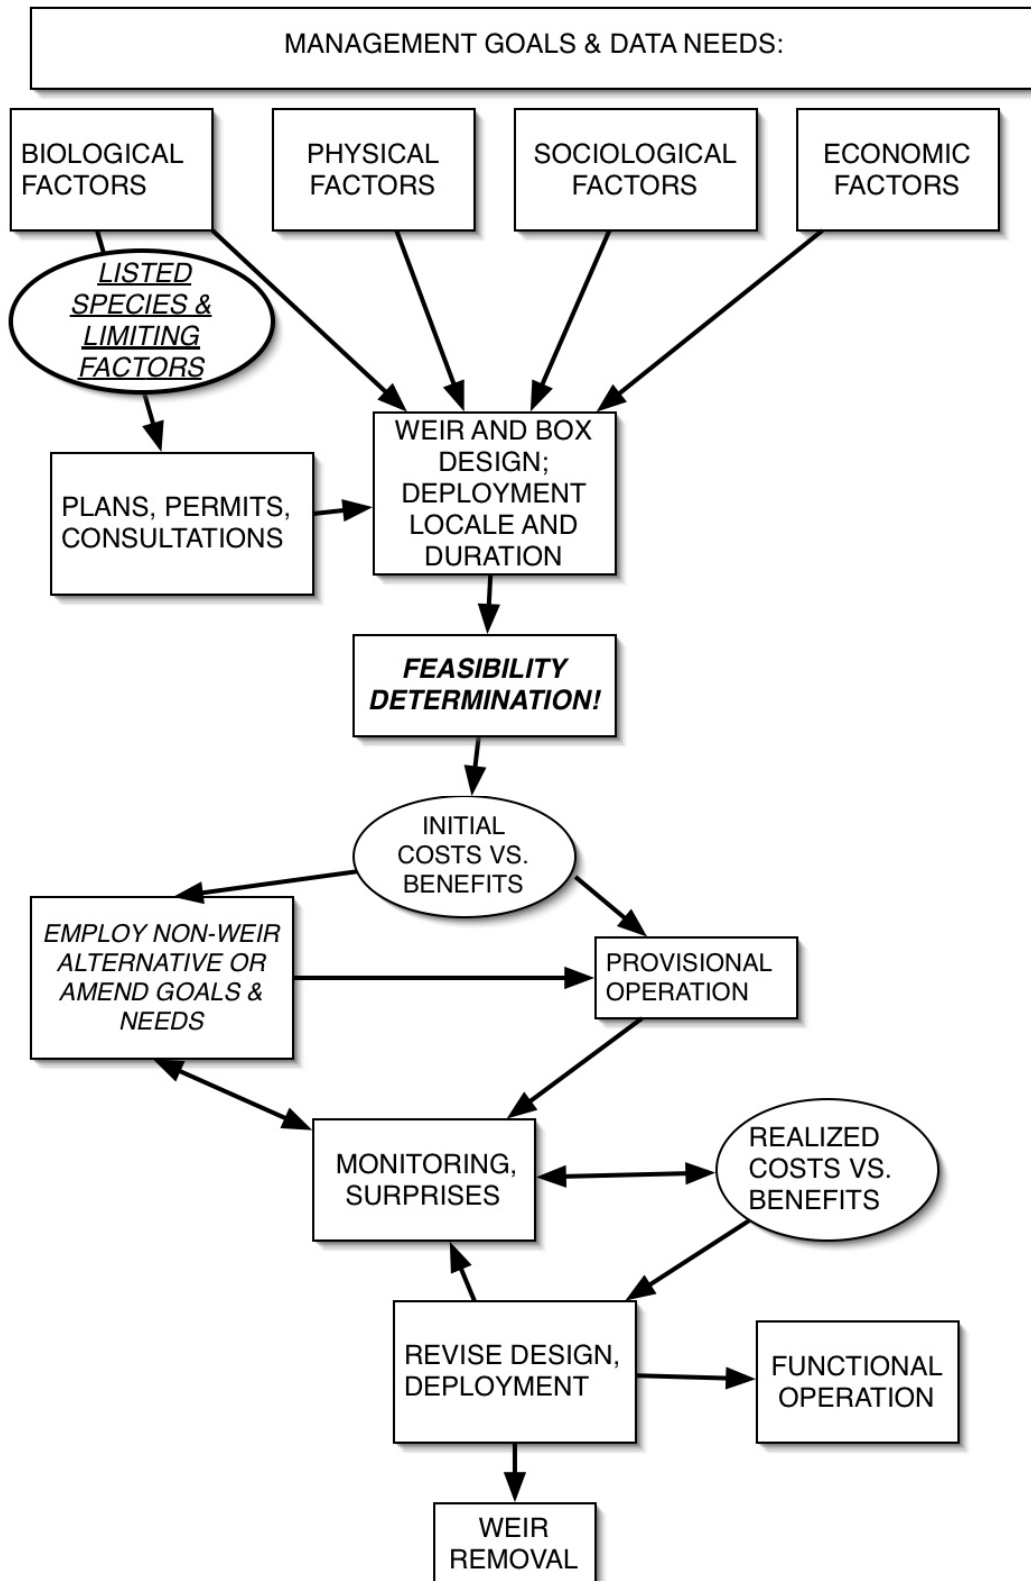 MANAGEMENT GOALS & DATA NEEDS:
BIOLOGICAL
FACTORS
PHYSICAL
FACTORS
SOCIOLOGICAL
FACTORS
ECONOMIC
FACTORS
LISTED
SPECIES &
LIMITING
FACTORS
PLANS, PERMITS,
CONSULTATIONS
WEIR AND BOX
DESIGN;
DEPLOYMENT
LOCALE AND
DURATION
FEASIBILITY
DETERMINATION!
INITIAL
COSTS VS.
BENEFITS
EMPLOY NON-WEIR
ALTERNATIVE OR
AMEND GOALS &
NEEDS
PROVISIONAL
OPERATION
MONITORING,
SURPRISES
REALIZED
COSTS VS.
BENEFITS
REVISE DESIGN,
DEPLOYMENT
FUNCTIONAL
OPERATION
WEIR
REMOVAL